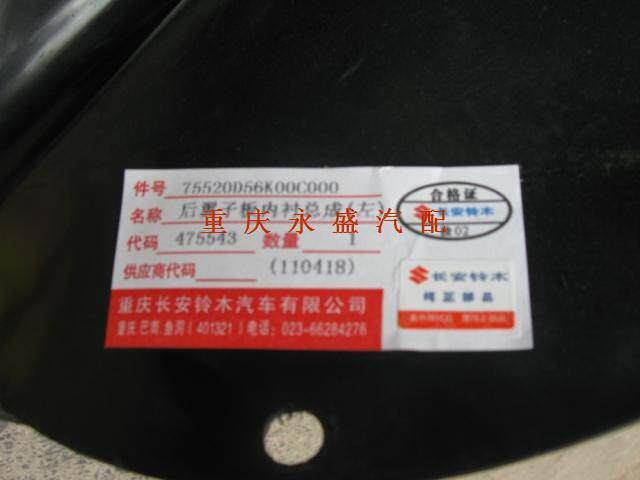 件号 75520D56K00C000
名称 后翼子板内衬总成(左)
代码 475543 数量 1
供应商代码 (110418)
重庆长安铃木汽车有限公司
重庆.巴南.鱼洞(401321)电话:023-66284276
合格证
长安铃木
检02
长安铃木
纯正部品
重庆永盛汽配